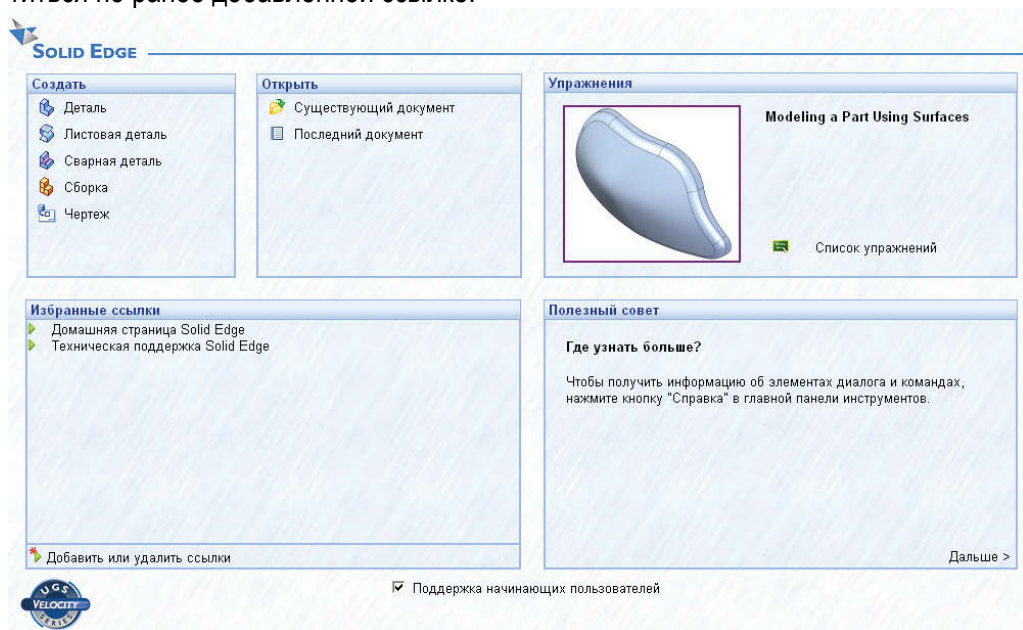 SOLID EDGE
Создать
Деталь
Листовая деталь
Сварная деталь
Сборка
Чертеж
Открыть
Существующий документ
Последний документ
Упражнения
Modeling a Part Using Surfaces
Список упражнений
Избранные ссылки
Домашняя страница Solid Edge
Техническая поддержка Solid Edge
Добавить или удалить ссылки
Полезный совет
Где узнать больше?
Чтобы получить информацию об элементах диалога и командах,
нажмите кнопку "Справка" в главной панели инструментов.
Дальше >
UGS
VELOCITY
SERIES
Поддержка начинающих пользователей